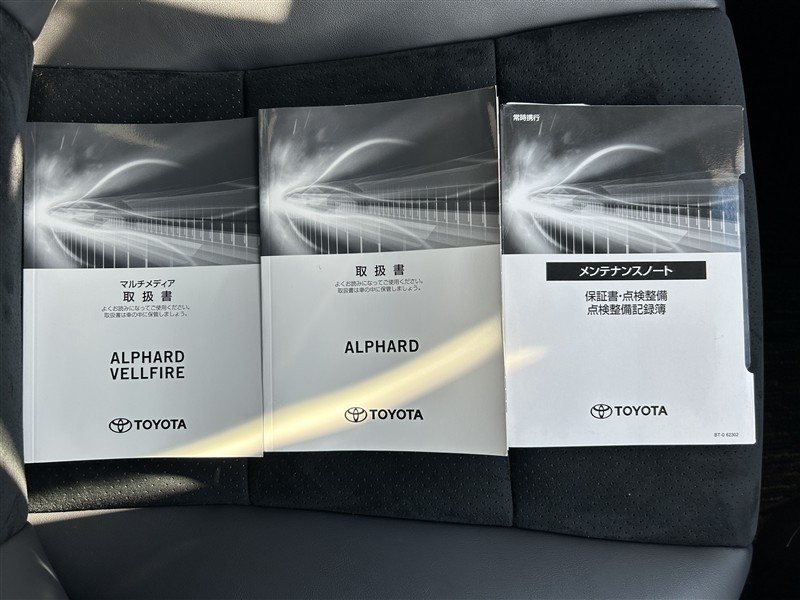 マルチメディア
取扱書
よくお読みになってご使用ください。
取扱書は車の中に保管しましょう。
ALPHARD
VELLFIRE
TOYOTA
取扱書
よくお読みになってご使用ください。
取扱書は車の中に保管しましょう。
ALPHARD
TOYOTA
常時携行
メンテナンスノート
保証書・点検整備
点検整備記録簿
TOYOTA
BT-0 62302